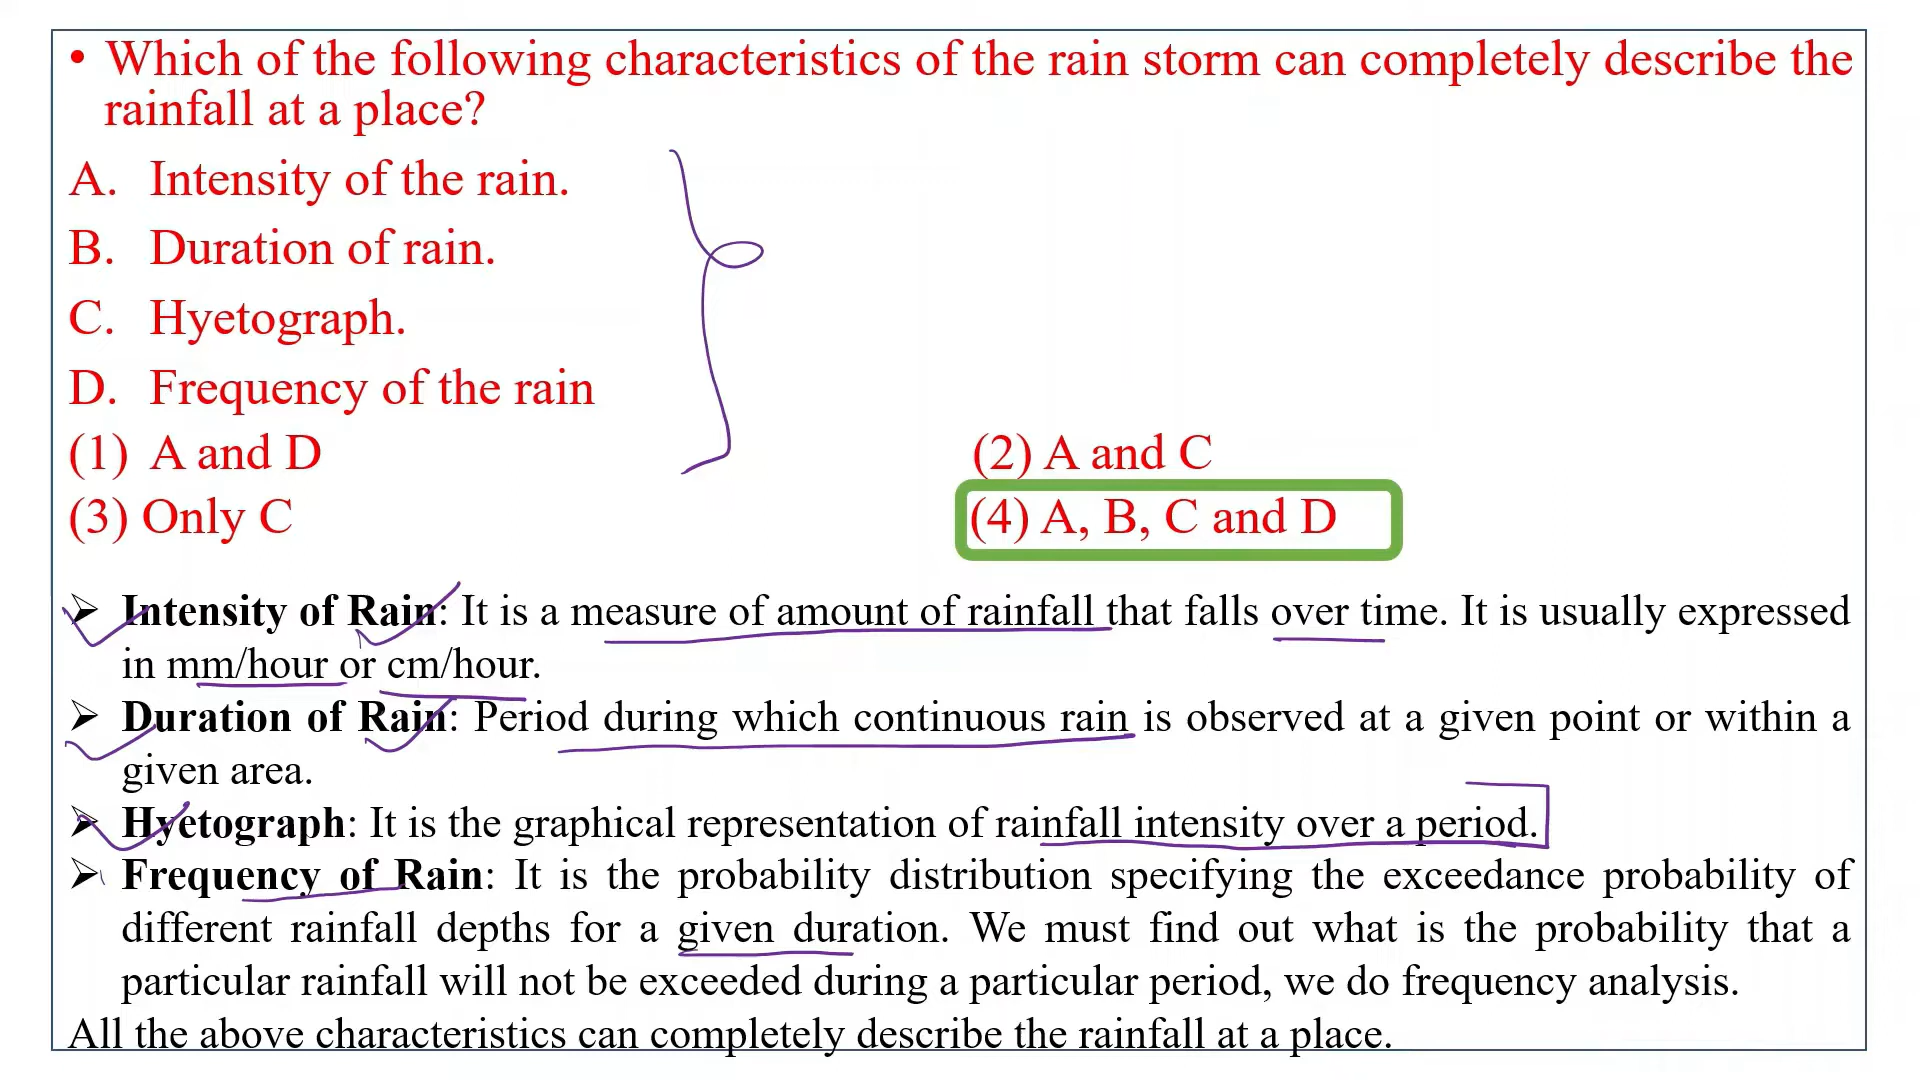 • Which of the following characteristics of the rain storm can completely describe the
rainfall at a place?
A. Intensity of the rain.
B. Duration of rain.
C. Hyetograph.
D. Frequency of the rain
(1) A and D (2) A and C
(3) Only C (4) A, B, C and D
➢ Intensity of Rain: It is a measure of amount of rainfall that falls over time. It is usually expressed
in mm/hour or cm/hour.
➢ Duration of Rain: Period during which continuous rain is observed at a given point or within a
given area.
➢ Hyetograph: It is the graphical representation of rainfall intensity over a period.
➢ Frequency of Rain: It is the probability distribution specifying the exceedance probability of
different rainfall depths for a given duration. We must find out what is the probability that a
particular rainfall will not be exceeded during a particular period, we do frequency analysis.
All the above characteristics can completely describe the rainfall at a place.